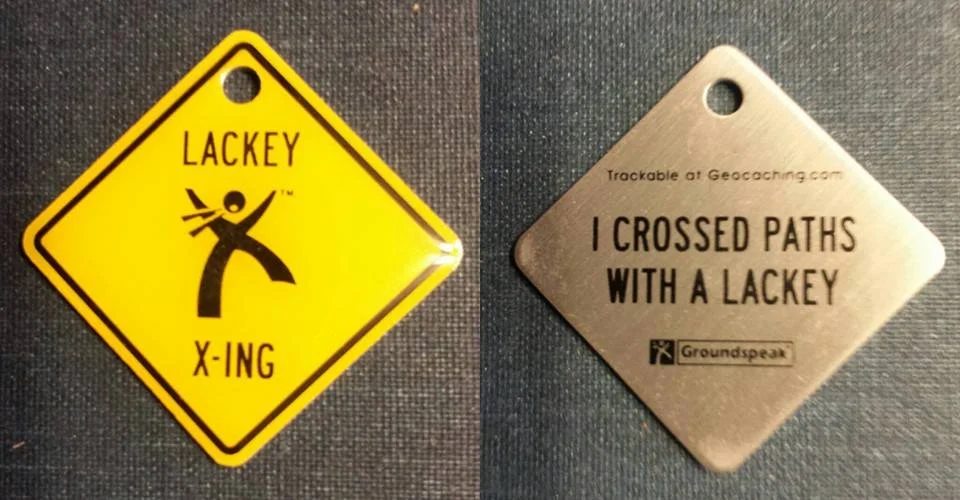 LACKEY
™
X-ING
Trackable at Geocaching.com
I CROSSED PATHS
WITH A LACKEY
Groundspeak